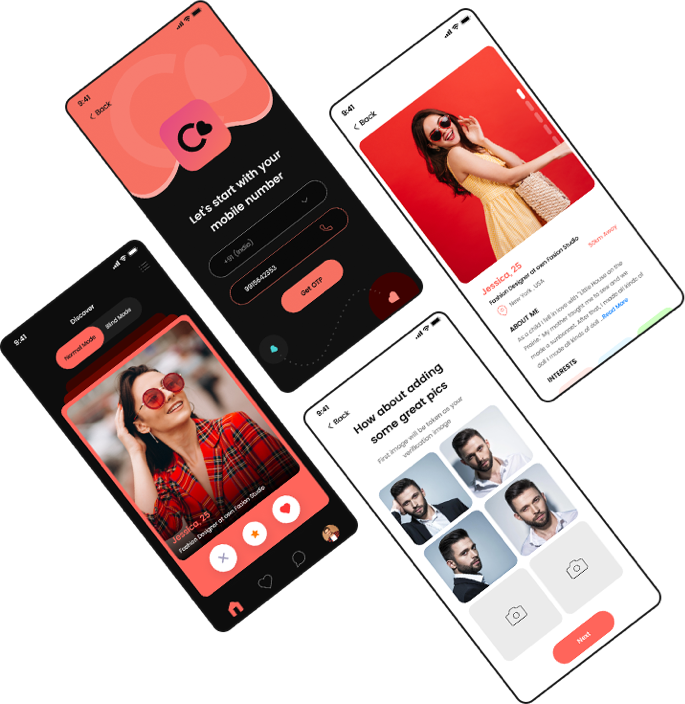 9:41
Back
Let's start with your
mobile number
+91 (India)
9915642353
Get OTP
9:41
Back
Jessica, 25
Fashion Designer at own Fasion Studio
New York , USA
50km Away
ABOUT ME
As a child I fell in love with "Little House on the
Prairie." My mother taught me to sew and we
made a sunbonnet. After that, I made all kinds of
doll I made all kinds of doll ...Read More
INTERESTS
9:41
Discover
Normal Mode
Blind Mode
Jessica, 25
Fashion Designer at own Fasion Studio
9:41
Back
How about adding
some great pics
First image will be taken as your
verification image
Next